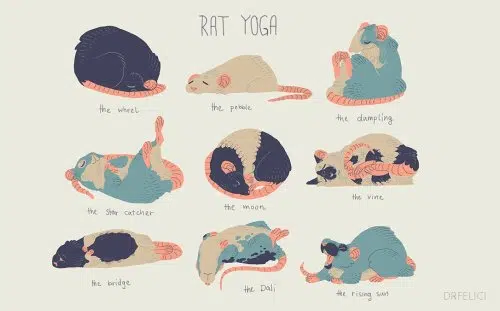 RAT YOGA
the wheel
the pebble
the dumpling
the star catcher
the moon
the vine
the bridge
the Dali
the rising sun
DRFELICI